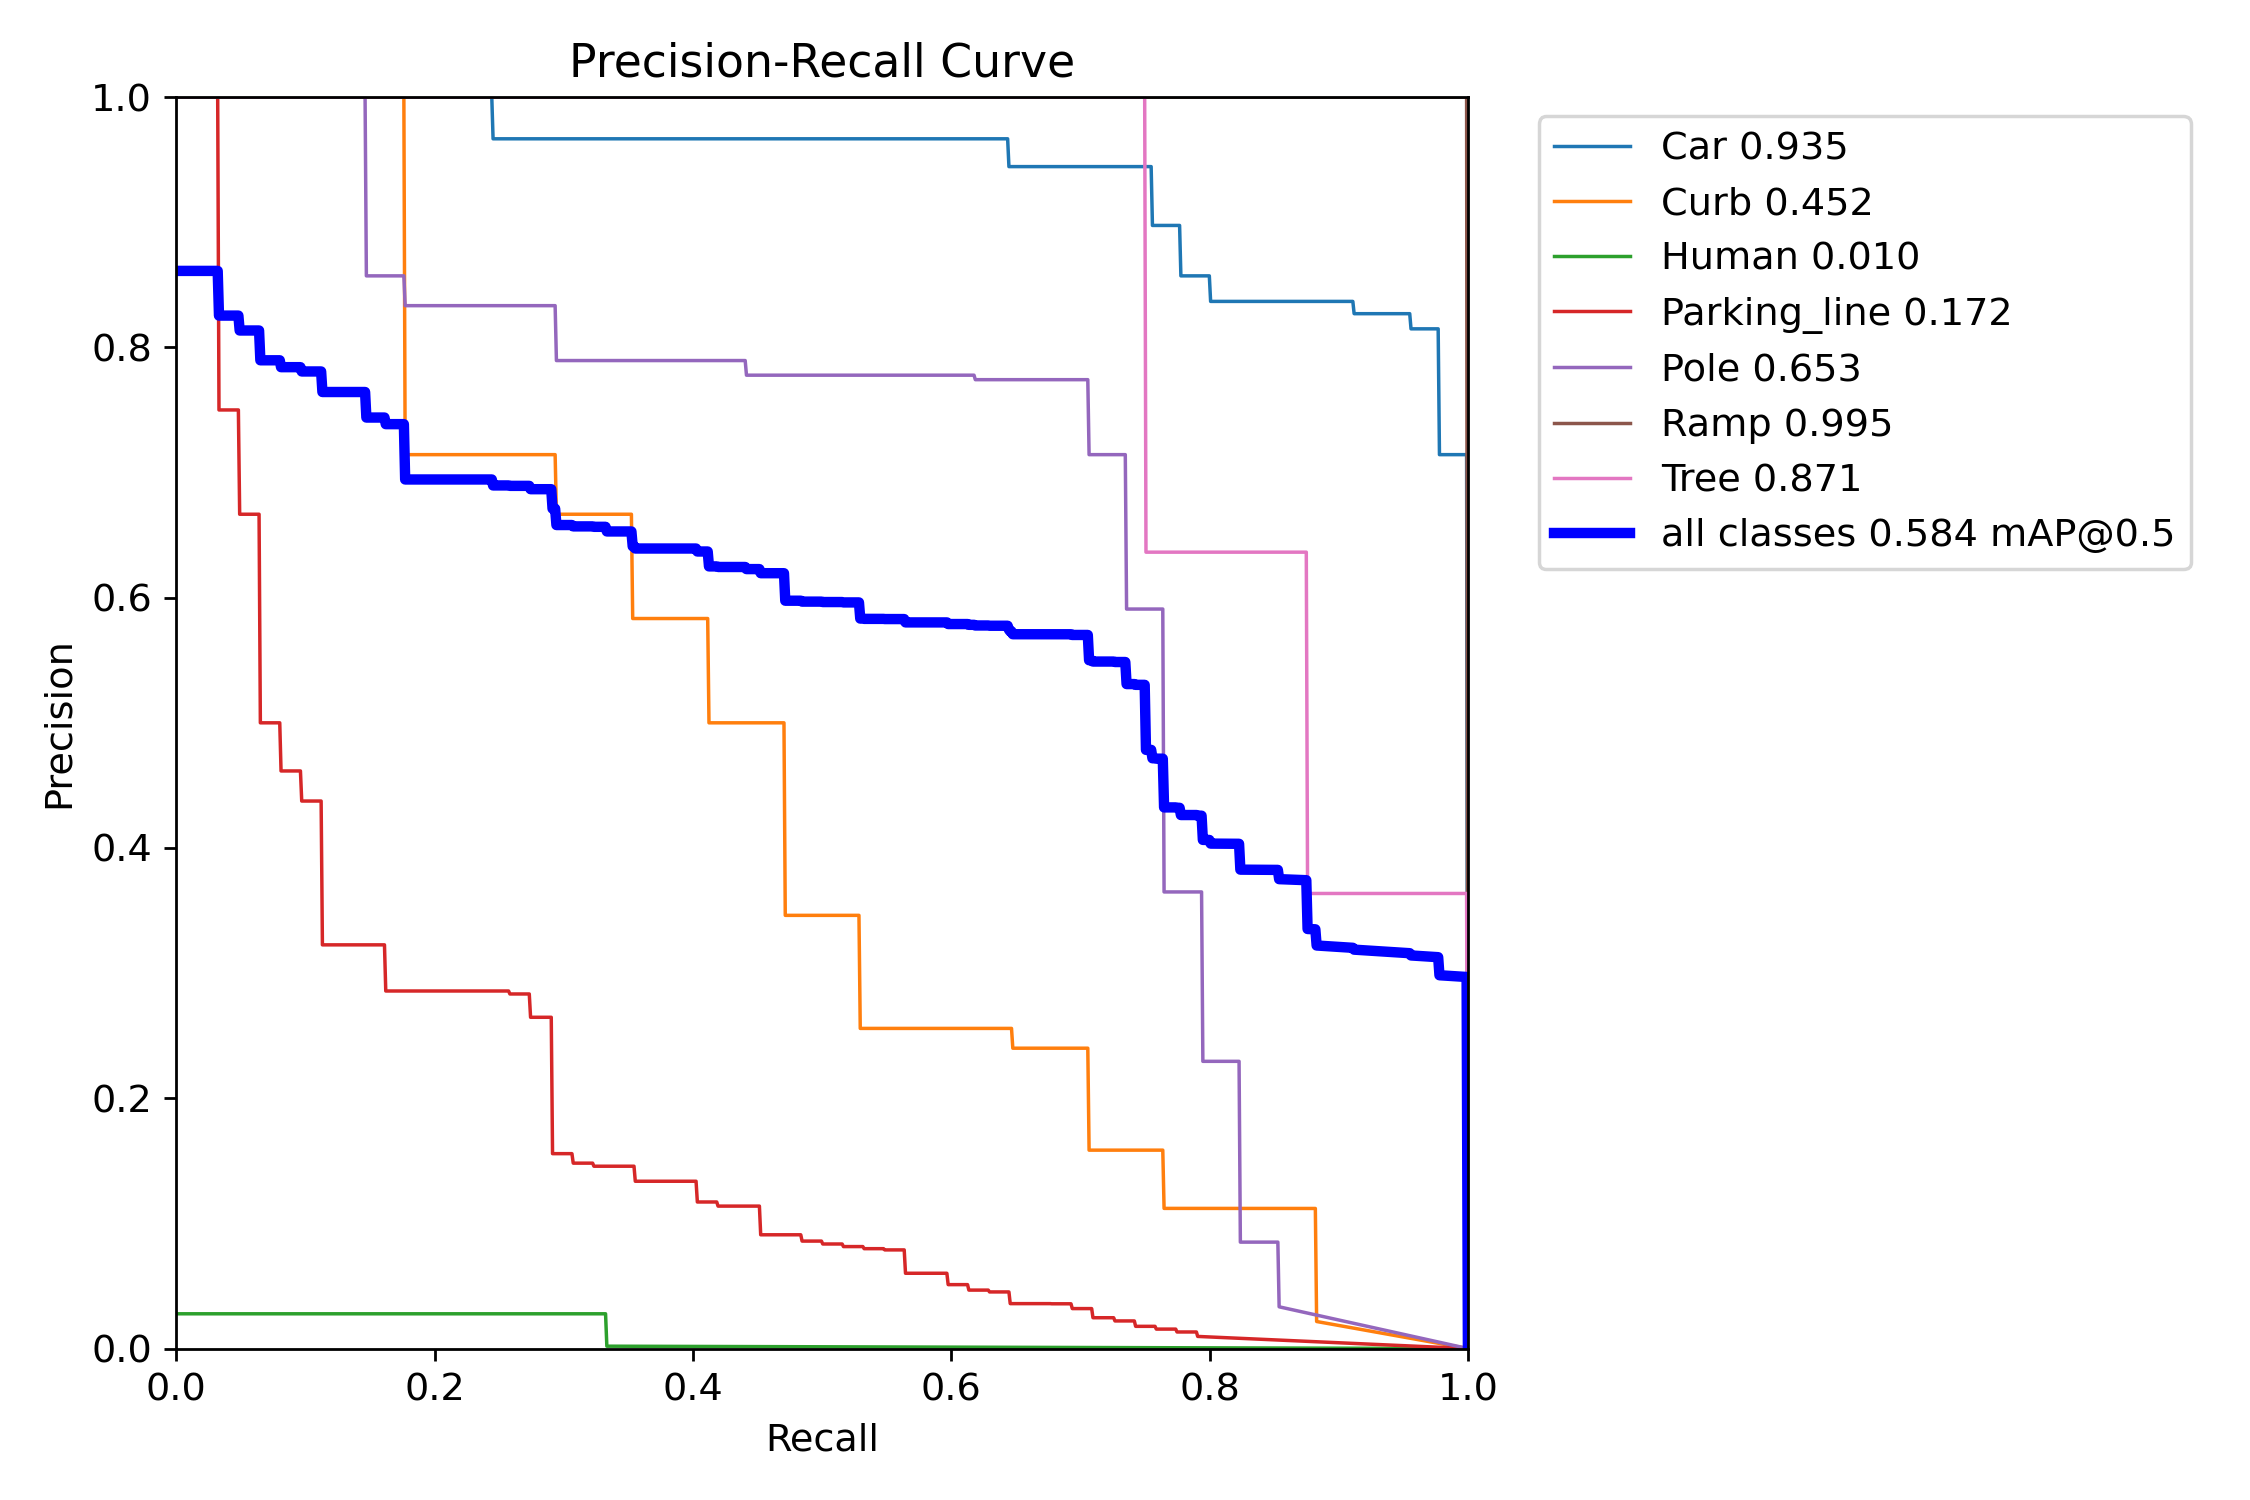 Precision-Recall Curve
1.0
0.8
0.6
0.4
0.2
0.0
Precision
0.0 0.2 0.4 0.6 0.8 1.0
Recall
Car 0.935
Curb 0.452
Human 0.010
Parking_line 0.172
Pole 0.653
Ramp 0.995
Tree 0.871
all classes 0.584 mAP@0.5